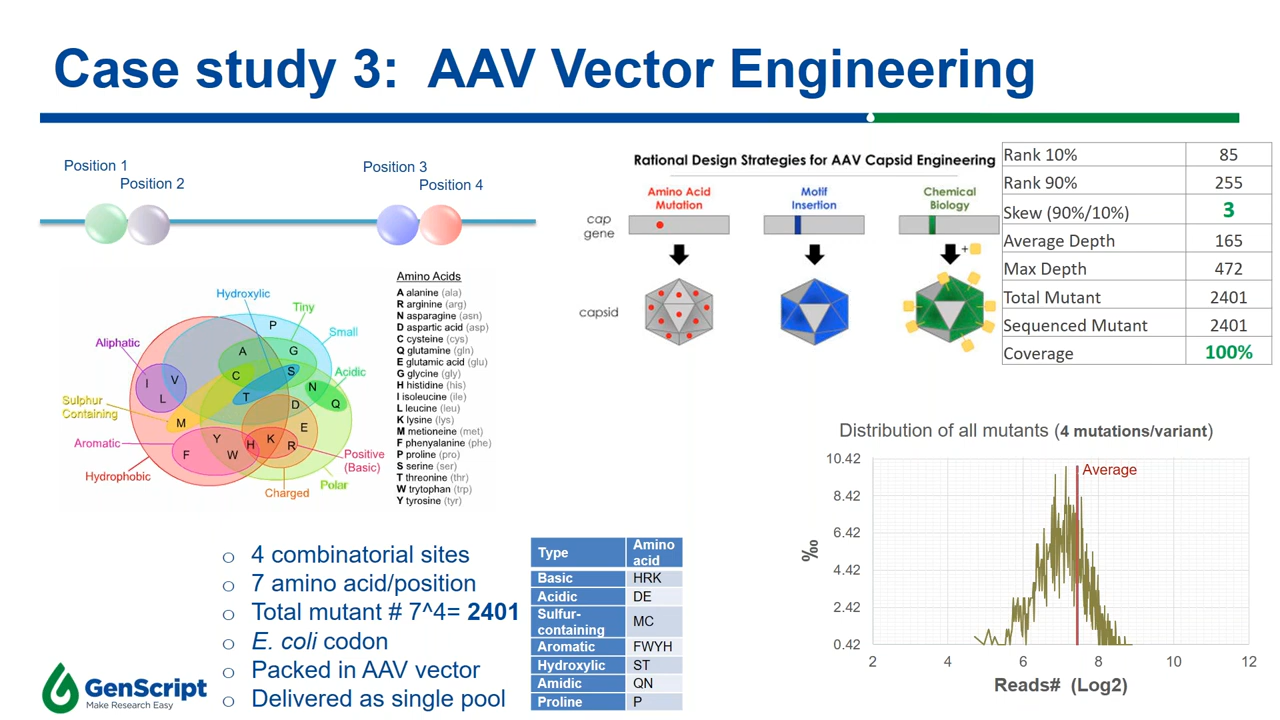 Case study 3: AAV Vector Engineering
Position 1
Position 2
Position 3
Position 4
Hydroxylic
Tiny
Small
Aliphatic
Acidic
Sulphur
Containing
Aromatic
Hydrophobic
Positive
(Basic)
Polar
Charged
P
A
G
C
S
T
N
Q
I
V
L
M
D
E
Y
H
K
R
F
W
Amino Acids
A alanine (ala)
R arginine (arg)
N asparagine (asn)
D aspartic acid (asp)
C cysteine (cys)
Q glutamine (gln)
E glutamic acid (glu)
G glycine (gly)
H histidine (his)
I isoleucine (ile)
L leucine (leu)
K lysine (lys)
M metioneine (met)
F phenyalanine (phe)
P proline (pro)
S serine (ser)
T threonine (thr)
W trytophan (trp)
Y tyrosine (tyr)
Rational Design Strategies for AAV Capsid Engineering
Amino Acid
Mutation
Motif
Insertion
Chemical
Biology
cap
gene
+
capsid
Rank 10% 85
Rank 90% 255
Skew (90%/10%) 3
Average Depth 165
Max Depth 472
Total Mutant 2401
Sequenced Mutant 2401
Coverage 100%
o 4 combinatorial sites
o 7 amino acid/position
o Total mutant # 7^4= 2401
o E. coli codon
o Packed in AAV vector
o Delivered as single pool
Type Amino
acid
Basic HRK
Acidic DE
Sulfur-
containing MC
Aromatic FWYH
Hydroxylic ST
Amidic QN
Proline P
Distribution of all mutants (4 mutations/variant)
10.42
8.42
6.42
4.42
2.42
0.42
‰
Average
2 4 6 8 10 12
Reads# (Log2)
GenScript
Make Research Easy